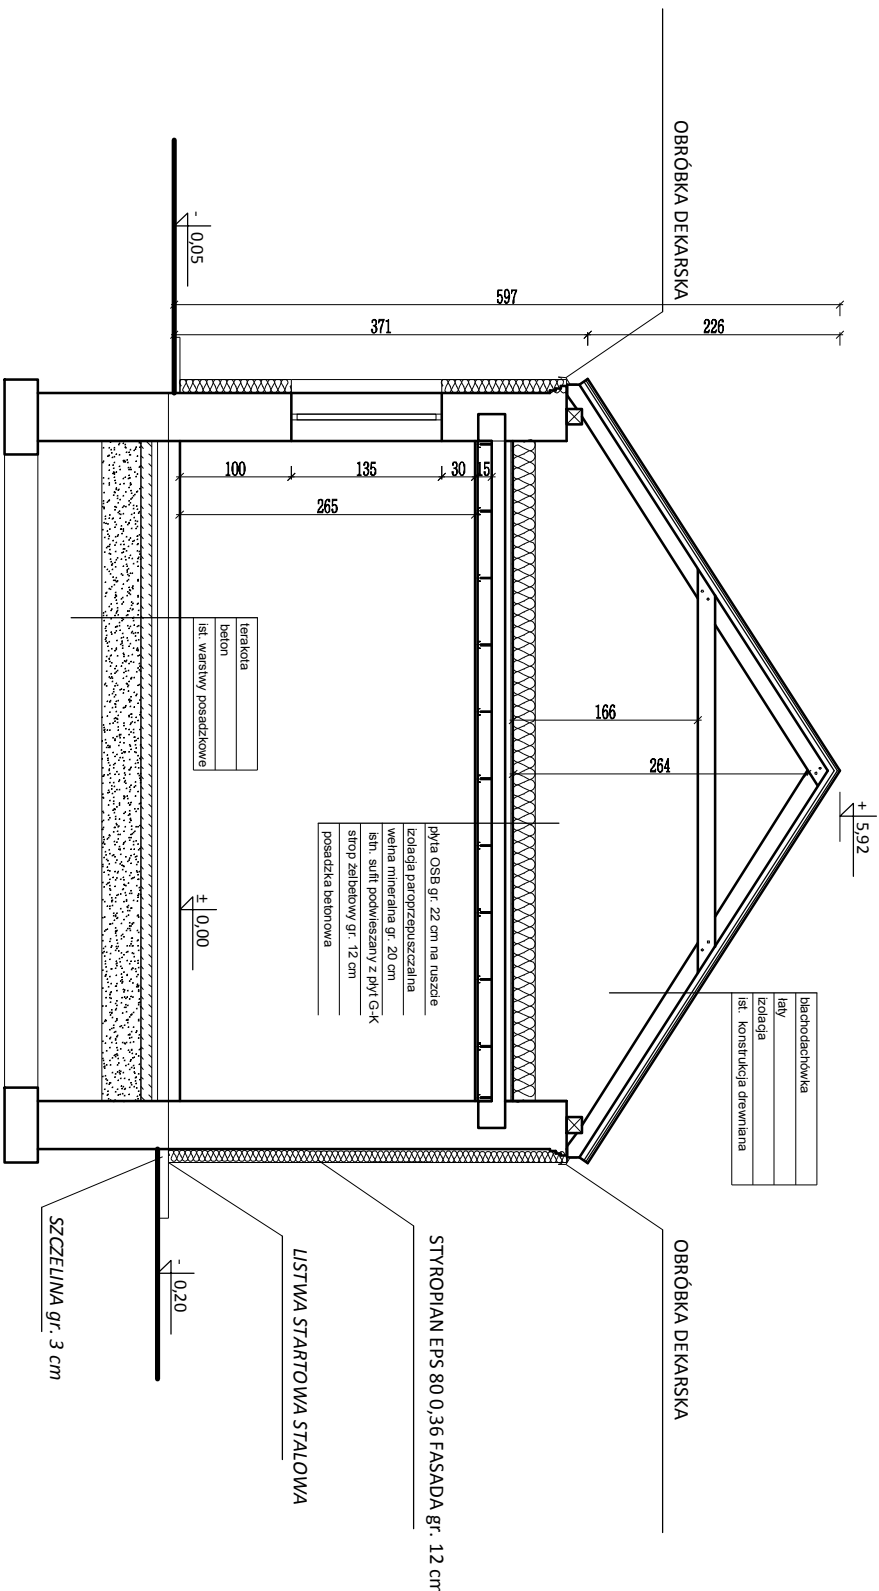 +
5,92
blachodachówka
łaty
izolacja
ist.  konstrukcja drewniana
OBRÓBKA DEKARSKA
OBRÓBKA DEKARSKA
226
371
597
166
264
15
30
135
100
265
płyta OSB gr. 22 cm na ruszcie
izolacja paroprzepuszczalna
wełna mineralna gr. 20 cm
istn. sufit podwieszany z płyt G-K
strop żelbetowy gr. 12 cm
posadzka betonowa
STYROPIAN EPS 80 0,36 FASADA gr. 12 cm
LISTWA STARTOWA STALOWA
terakota
beton
ist. warstwy posadzkowe
±
0,00
-
0,05
-
0,20
SZCZELINA gr. 3 cm